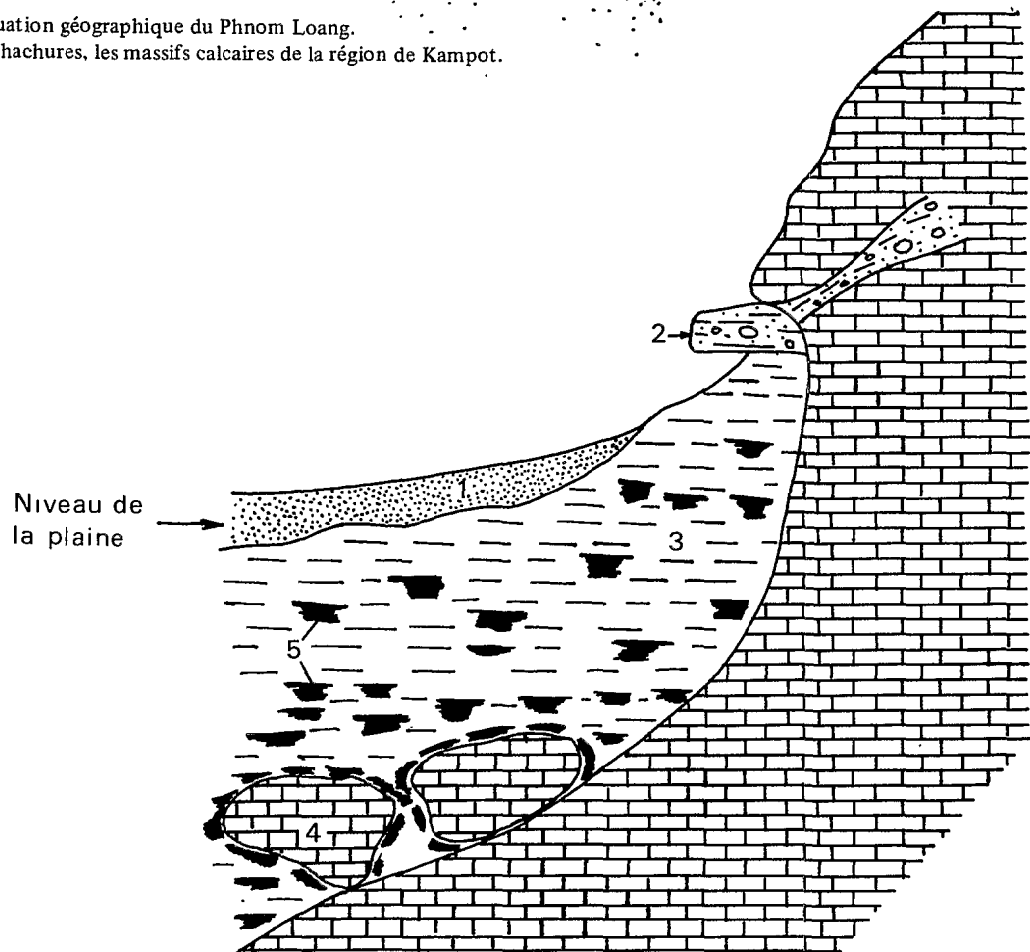 uation géographique du Phnom Loang.
hachures, les massifs calcaires de la région de Kampot.
2
1
Niveau de
la plaine
3
5
4